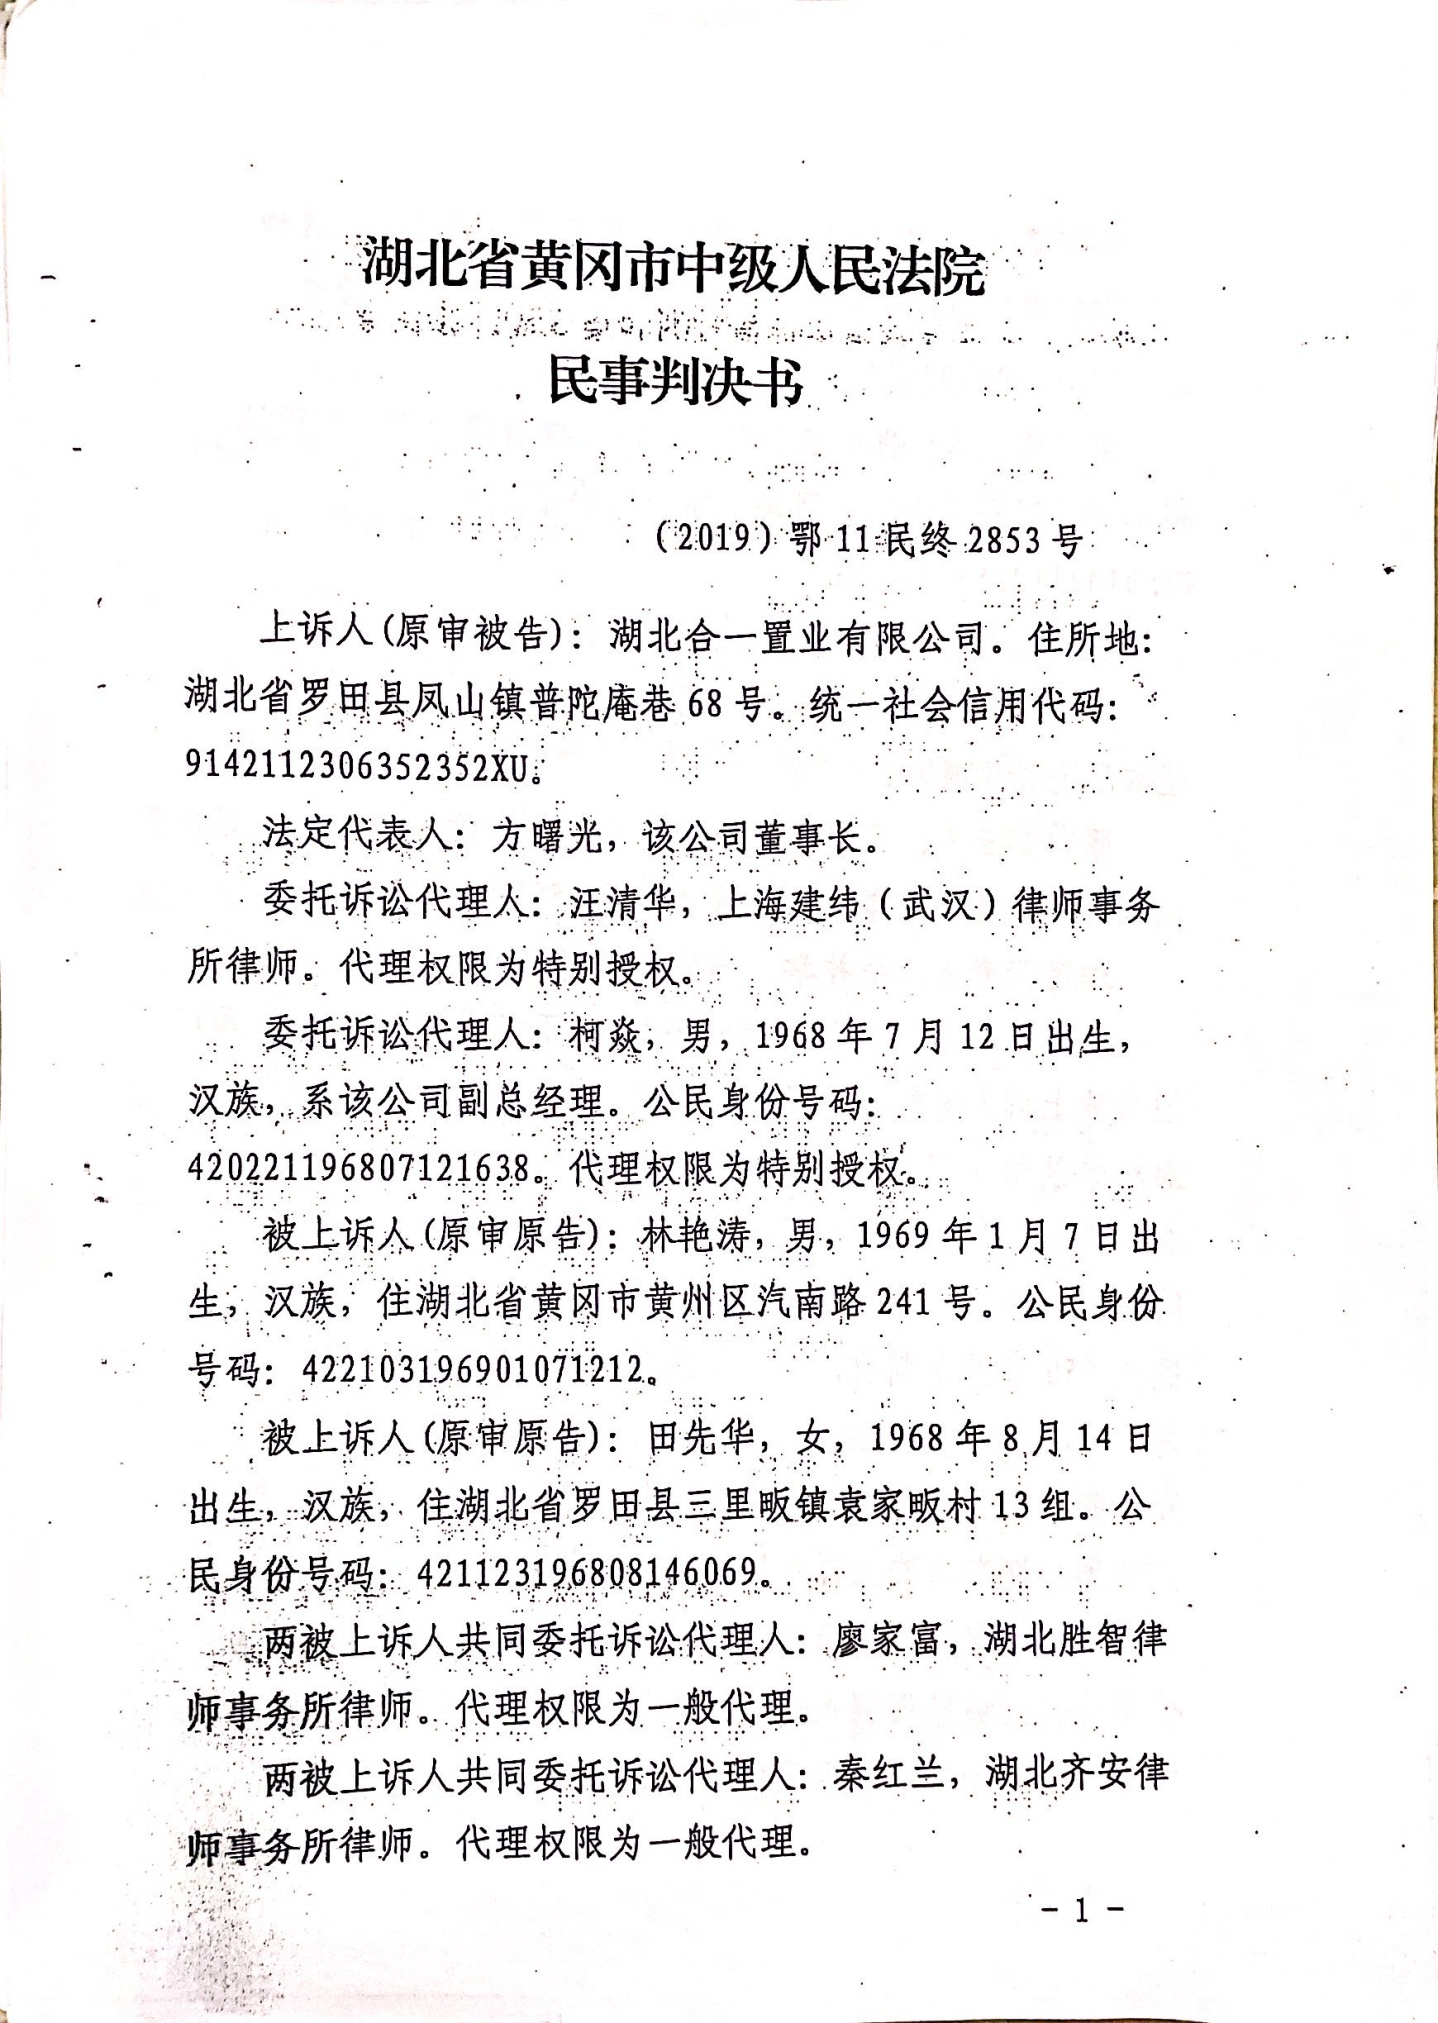 湖北省黄冈市中级人民法院
民事判决书
（2019）鄂11民终2853号
上诉人(原审被告)：湖北合一置业有限公司。住所地：
湖北省罗田县凤山镇普陀庵巷68号。统一社会信用代码：
9142112306352352XU。
法定代表人：方曙光，该公司董事长。
委托诉讼代理人：汪清华，上海建纬（武汉）律师事务
所律师。代理权限为特别授权。
委托诉讼代理人：柯焱，男，1968年7月12日出生，
汉族，系该公司副总经理。公民身份号码：
420221196807121638。代理权限为特别授权。
被上诉人(原审原告)：林艳涛，男，1969年1月7日出
生，汉族，住湖北省黄冈市黄州区汽南路241号。公民身份
号码：422103196901071212。
被上诉人(原审原告)：田先华，女，1968年8月14日
出生，汉族，住湖北省罗田县三里畈镇袁家畈村13组。公
民身份号码：421123196808146069。
两被上诉人共同委托诉讼代理人：廖家富，湖北胜智律
师事务所律师。代理权限为一般代理。
两被上诉人共同委托诉讼代理人：秦红兰，湖北齐安律
师事务所律师。代理权限为一般代理。
- 1 -